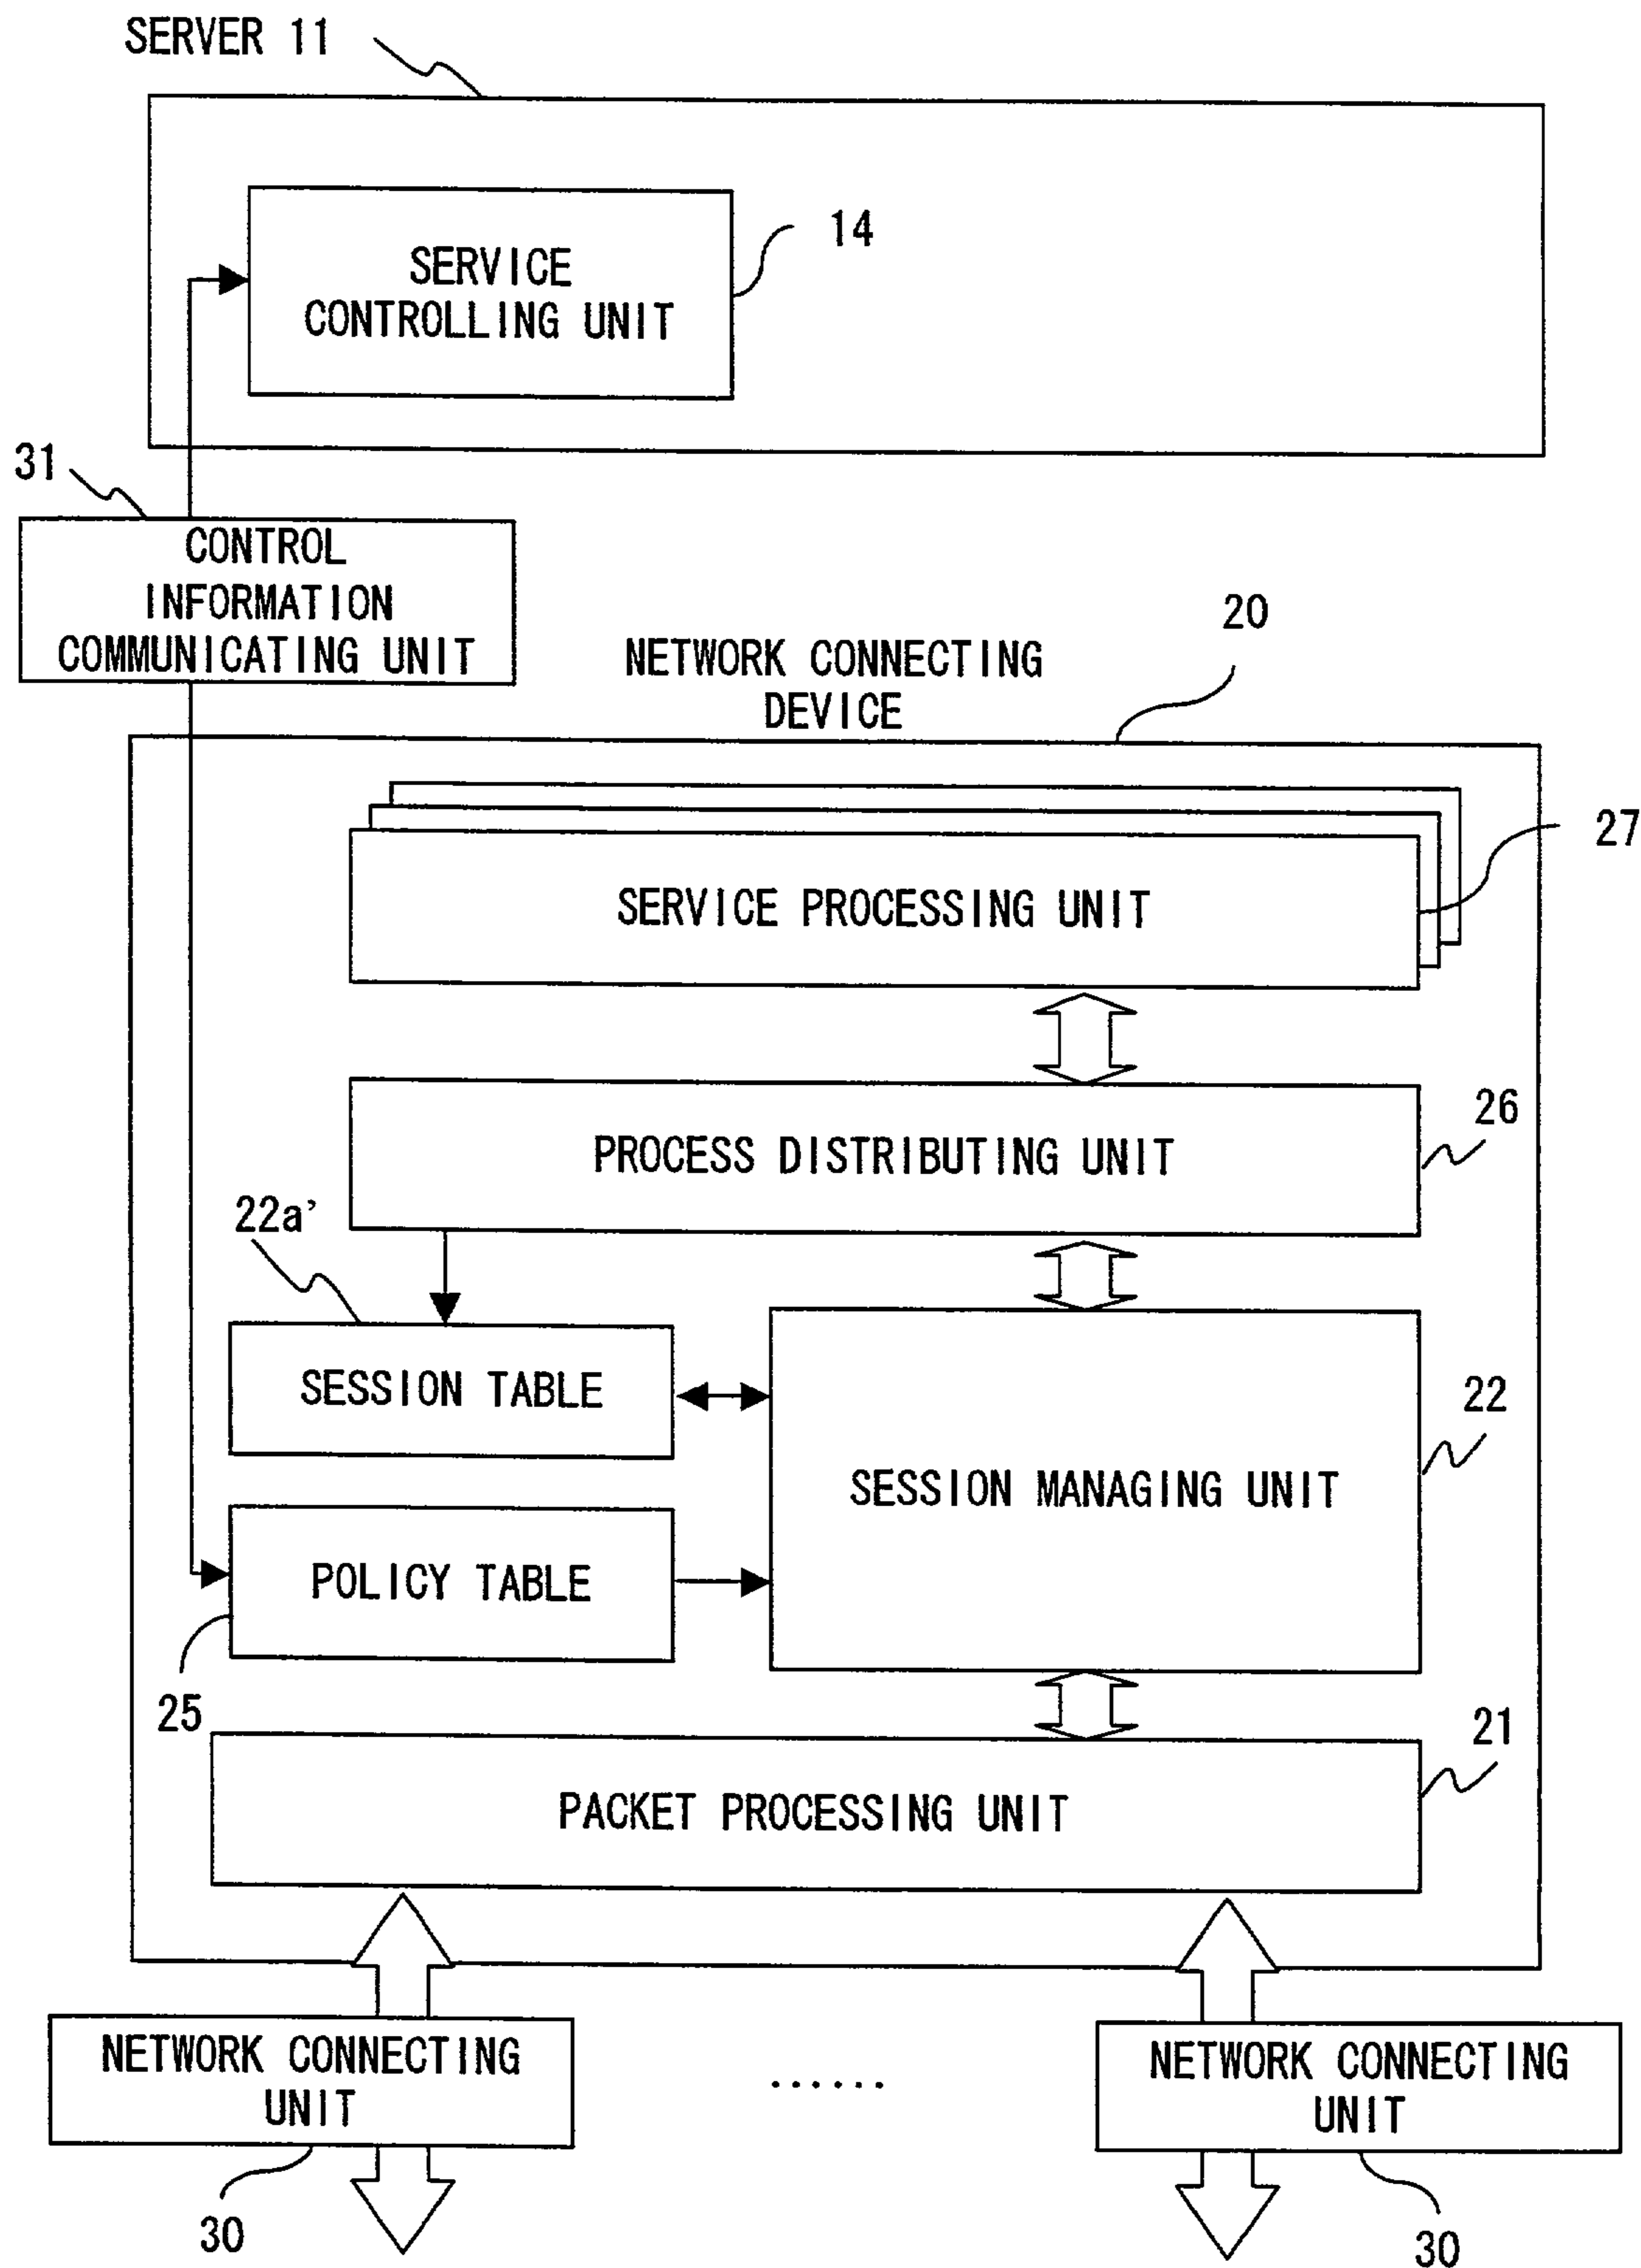 SERVER 11
14
SERVICE
CONTROLLING UNIT
31
CONTROL
INFORMATION
COMMUNICATING UNIT
20
NETWORK CONNECTING
DEVICE
27
SERVICE PROCESSING UNIT
26
PROCESS DISTRIBUTING UNIT
22a'
SESSION TABLE
22
SESSION MANAGING UNIT
POLICY TABLE
25
21
PACKET PROCESSING UNIT
NETWORK CONNECTING
UNIT
......
NETWORK CONNECTING
UNIT
30
30